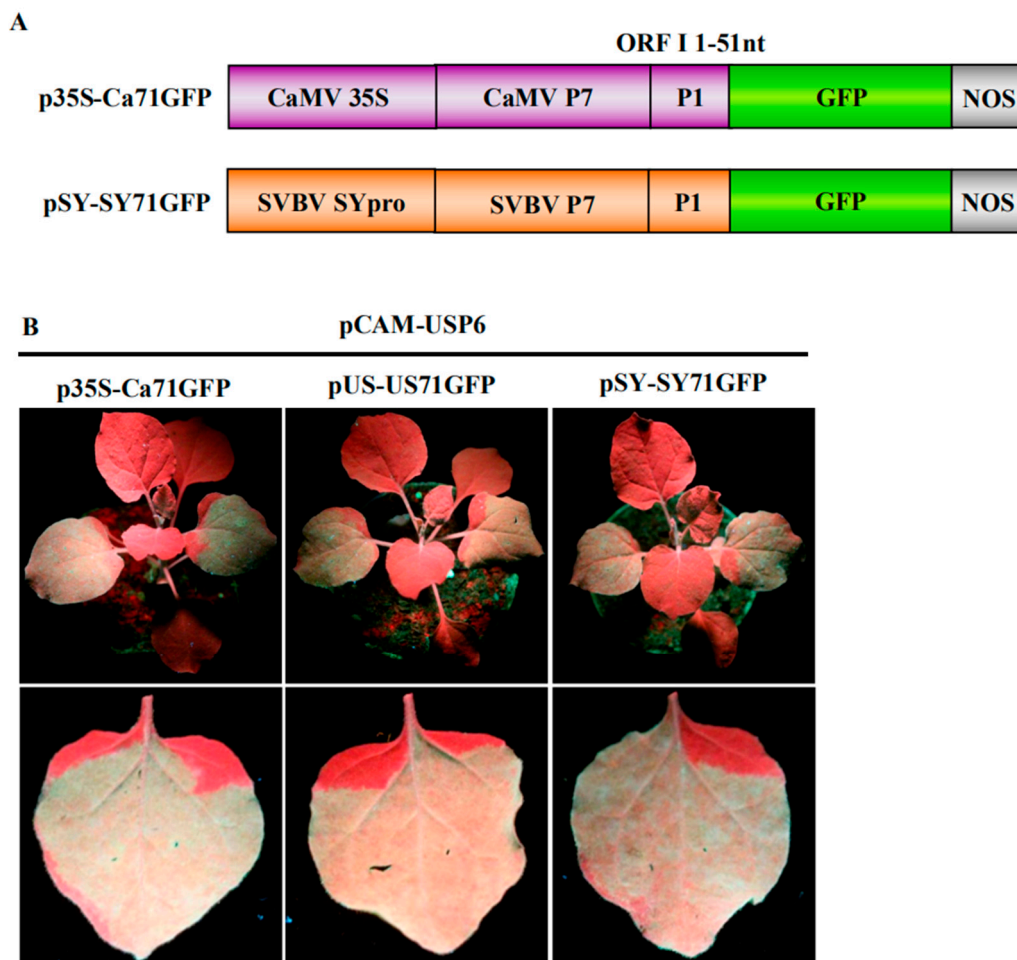 A
ORF I 1-51nt
p35S-Ca71GFP CaMV 35S CaMV P7 P1 GFP NOS
pSY-SY71GFP SVBV SYpro SVBV P7 P1 GFP NOS
B pCAM-USP6
p35S-Ca71GFP pUS-US71GFP pSY-SY71GFP